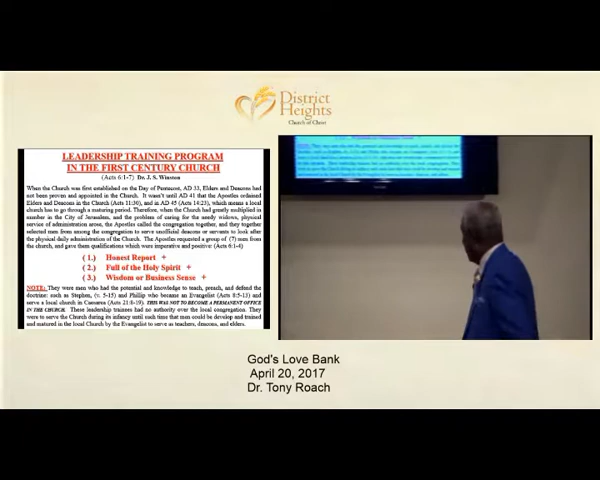 District
Heights
Church of Christ
LEADERSHIP TRAINING PROGRAM
IN THE FIRST CENTURY CHURCH
(Acts 6:1-7) Dr. J. S. Winston
When the Church was first established on the Day of Pentecost, AD 33, Elders and Deacons had
not been proven and appointed in the Church. It wasn't until AD 41 that the Apostles ordained
Elders and Deacons in the Church (Acts 11:30), and in AD 45 (Acts 14:23), which means a local
church has to go through a maturing period. Therefore, when the Church had greatly multiplied in
number in the City of Jerusalem, and the problem of caring for the needy widows, physical
service of administration areas, the Apostles called the congregation together, and they together
selected men from among the congregation to serve unofficial deacons or servants to look after
the physical daily administration of the Church. The Apostles requested a group of (7) men from
the church, and gave them qualifications which were imperative and positive: (Acts 6:1-4)
( 1.) Honest Report +
( 2.) Full of the Holy Spirit +
( 3.) Wisdom or Business Sense +
NOTE: They were men who had the potential and knowledge to teach, preach, and defend the
doctrine: such as Stephen, (v. 5-15) and Phillip who became an Evangelist (Acts 8:5-13) and
serve a local church in Caesarea (Acts 21:8-19). THIS WAS NOT TO BECOME A PERMANENT OFFICE
IN THE CHURCH. These leadership trainees had no authority over the local congregation. They
were to serve the Church during its infancy until such time that men could be develop and trained
and matured in the local Church by the Evangelist to serve as teachers, deacons, and elders.
God's Love Bank
April 20, 2017
Dr. Tony Roach